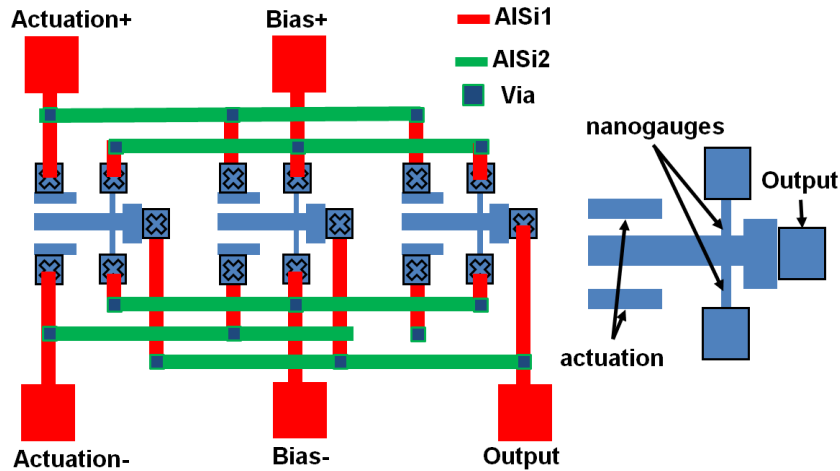 Actuation+
Bias+
AlSi1
AlSi2
Via
nanogauges
Output
actuation
Actuation-
Bias-
Output